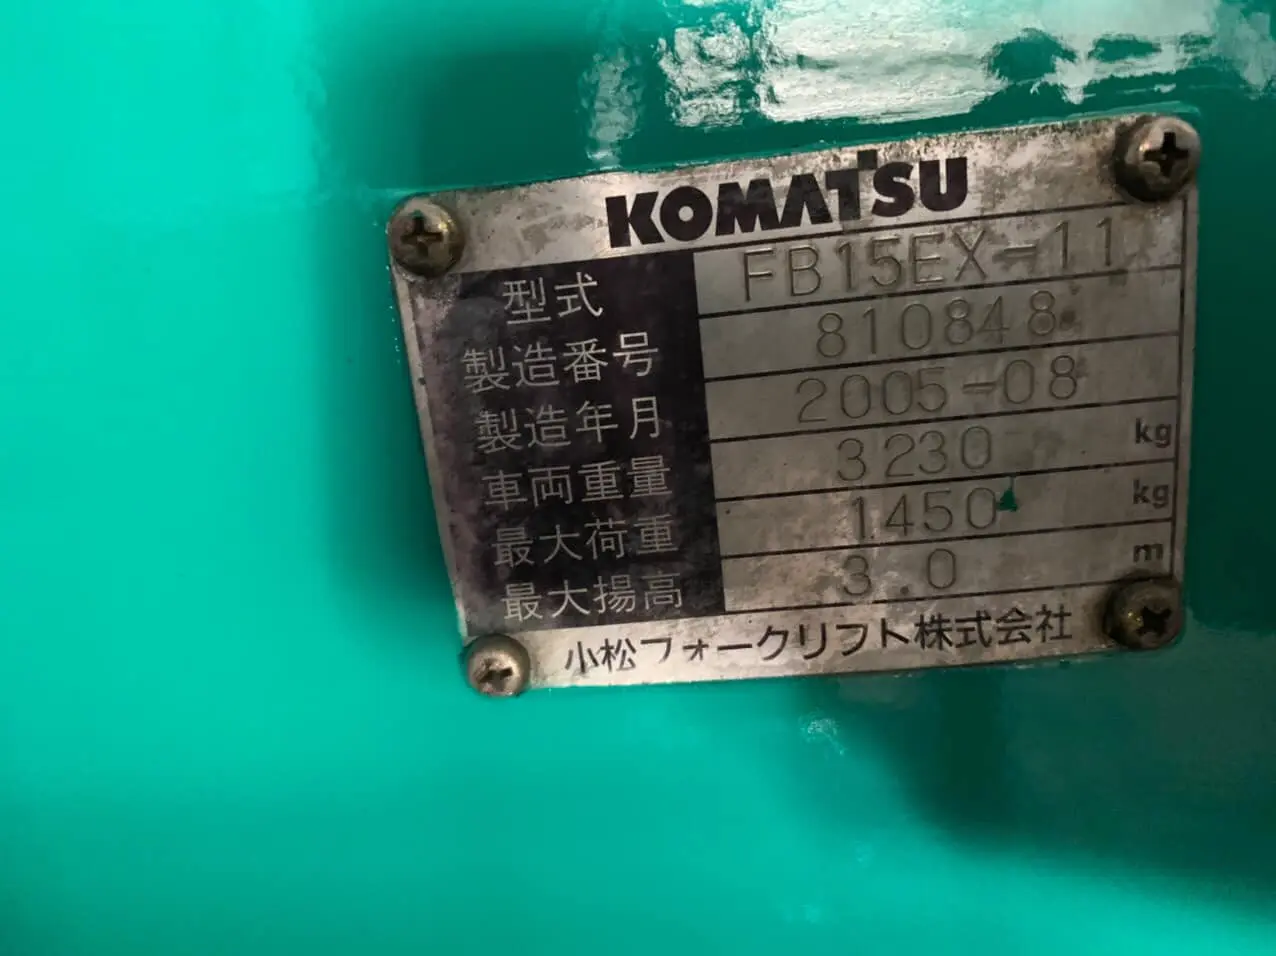 KOMATSU
型式 FB15EX-11
製造番号 810848
製造年月 2005-08
車両重量 3230 kg
最大荷重 1450 kg
最大揚高 3.0 m
小松フォークリフト株式会社